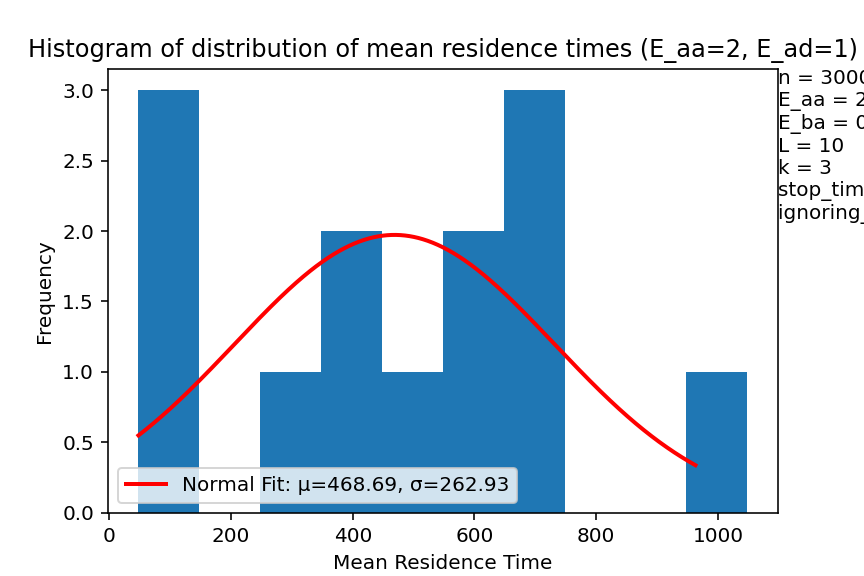 Histogram of distribution of mean residence times (E_aa=2, E_ad=1)
n = 3000
E_aa = 2
E_ba = 0
L = 10
k = 3
stop_tim
ignoring_
3.0
2.5
2.0
1.5
1.0
0.5
0.0
Frequency
Normal Fit: μ=468.69, σ=262.93
0 200 400 600 800 1000
Mean Residence Time